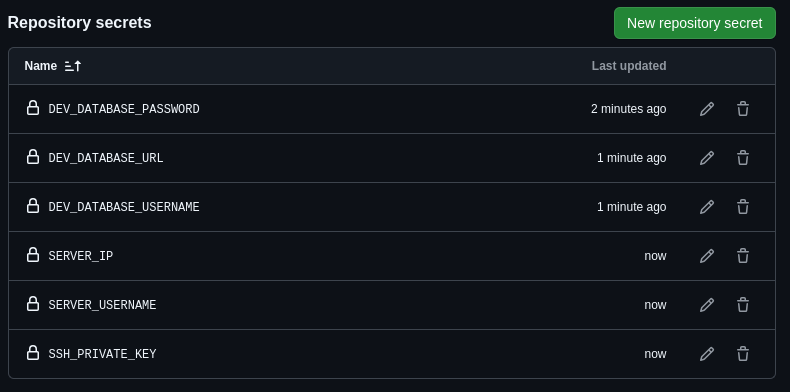 Repository secrets
New repository secret
Name Last updated
DEV_DATABASE_PASSWORD 2 minutes ago
DEV_DATABASE_URL 1 minute ago
DEV_DATABASE_USERNAME 1 minute ago
SERVER_IP now
SERVER_USERNAME now
SSH_PRIVATE_KEY now